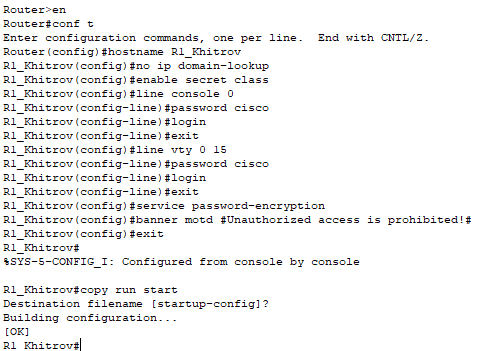 Router>en
Router#conf t
Enter configuration commands, one per line.  End with CNTL/Z.
Router(config)#hostname R1_Khitrov
R1_Khitrov(config)#no ip domain-lookup
R1_Khitrov(config)#enable secret class
R1_Khitrov(config)#line console 0
R1_Khitrov(config-line)#password cisco
R1_Khitrov(config-line)#login
R1_Khitrov(config-line)#exit
R1_Khitrov(config)#line vty 0 15
R1_Khitrov(config-line)#password cisco
R1_Khitrov(config-line)#login
R1_Khitrov(config-line)#exit
R1_Khitrov(config)#service password-encryption
R1_Khitrov(config)#banner motd #Unauthorized access is prohibited!#
R1_Khitrov(config)#exit
R1_Khitrov#
%SYS-5-CONFIG_I: Configured from console by console

R1_Khitrov#copy run start
Destination filename [startup-config]?
Building configuration...
[OK]
R1_Khitrov#